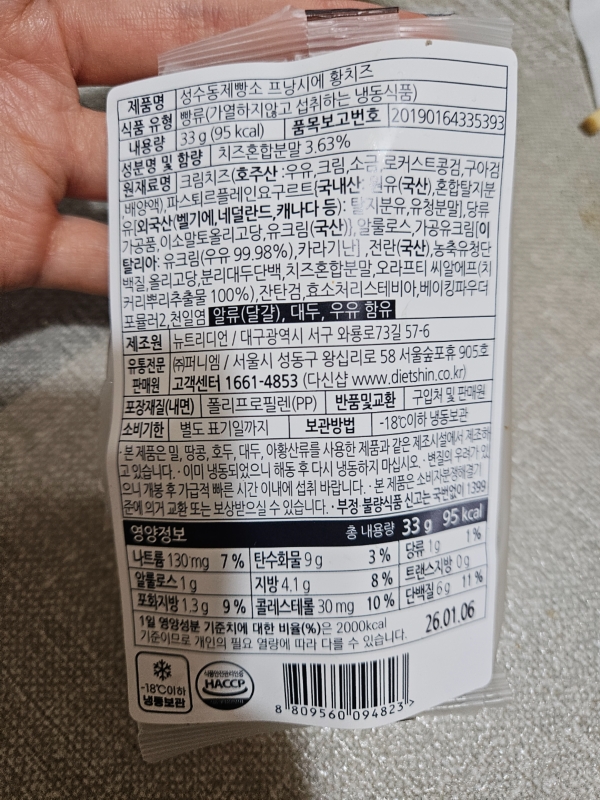 제품명 성수동제빵소 프낭시에 황치즈
식품 유형 빵류(가열하지않고 섭취하는 냉동식품)
내용량 33 g (95 kcal) 품목보고번호 20190164335393
성분명 및 함량 치즈혼합분말 3.63%
원재료명 크림치즈(호주산 :우유,크림,소금,로커스트콩검,구아검
,배양액),파스퇴르플레인요구르트(국내산: 원유(국산),혼합탈지분
유[외국산(벨기에,네덜란드,캐나다 등): 탈지분유,유청분말],당류
가공품,이소말토올리고당,유크림(국산)},알룰로스,가공유크림[이
탈리아: 유크림(우유 99.98%),카라기난],전란(국산),농축유청단
백질,올리고당,분리대두단백,치즈혼합분말,오라프티 씨알에프(치
커리뿌리추출물 100%),잔탄검,효소처리스테비아,베이킹파우더
포뮬러2,천일염 알류(달걀), 대두, 우유 함유
제조원 뉴트리디언 / 대구광역시 서구 와룡로73길 57-6
유통전문판매원 ㈜퍼니엠 / 서울시 성동구 왕십리로 58 서울숲포휴 905호
고객센터 1661-4853 (다신샵 www.dietshin.co.kr)
포장재질(내면) 폴리프로필렌(PP) 반품및교환 구입처 및 판매원
소비기한 별도 표기일까지 보관방법 -18℃이하 냉동보관
·본 제품은 밀, 땅콩, 호두, 대두, 아황산류를 사용한 제품과 같은 제조시설에서 제조하
고 있습니다. ·이미 냉동되었으니 해동 후 다시 냉동하지 마십시오. ·변질의 우려가 있
으니 개봉 후 가급적 빠른 시간 이내에 섭취 바랍니다. ·본 제품은 소비자분쟁해결기
준에 의거 교환 또는 보상받으실 수 있습니다. ·부정 불량식품 신고는 국번없이 1399
영양정보 총 내용량 33 g 95 kcal
나트륨 130 mg 7 % 탄수화물 9 g 3 % 당류 1 g 1 %
알룰로스 1 g 지방 4.1 g 8 % 트랜스지방 0 g
포화지방 1.3 g 9 % 콜레스테롤 30 mg 10 % 단백질 6 g 11 %
1일 영양성분 기준치에 대한 비율(%)은 2000kcal
기준이므로 개인의 필요 열량에 따라 다를 수 있습니다.
26.01.06
-18℃이하
냉동보관
식품안전관리인증
HACCP
8 809560 094823